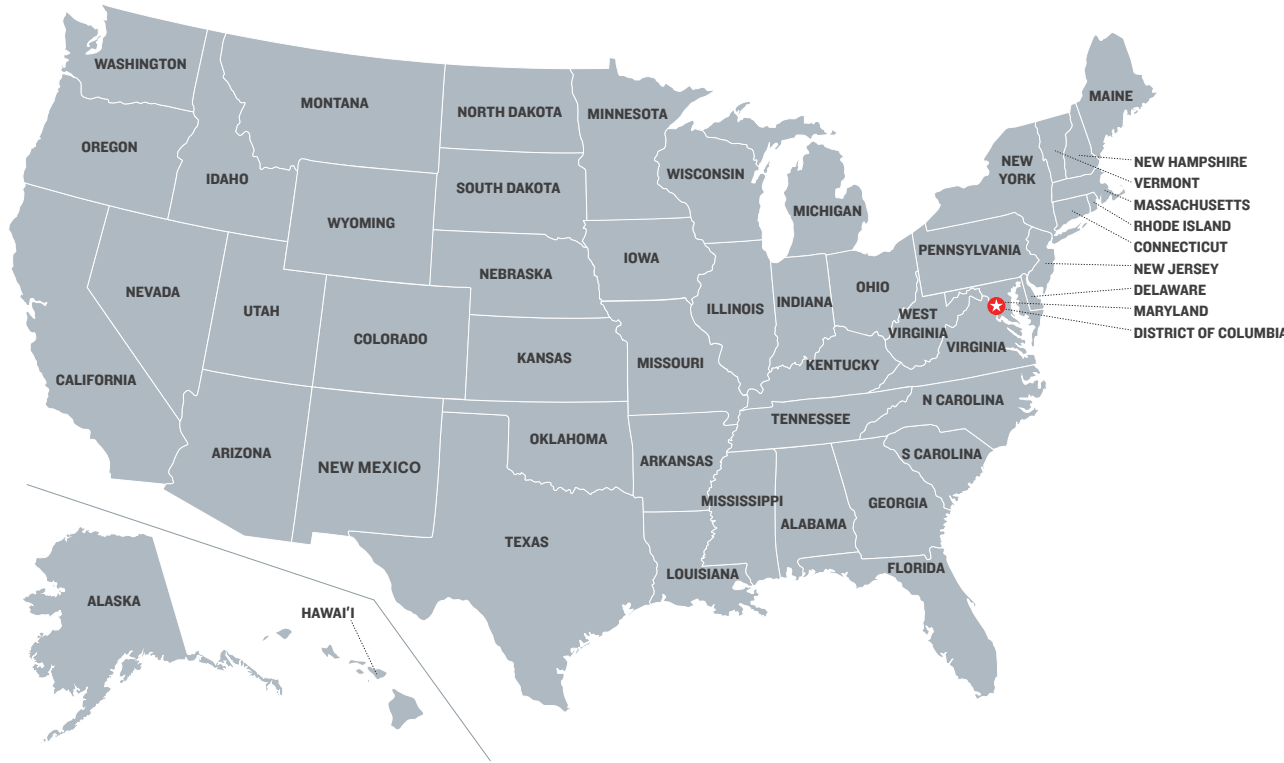 WASHINGTON
MONTANA
NORTH DAKOTA
MINNESOTA
MAINE
OREGON
IDAHO
SOUTH DAKOTA
WISCONSIN
NEW
YORK
NEW HAMPSHIRE
VERMONT
MASSACHUSETTS
RHODE ISLAND
CONNECTICUT
NEW JERSEY
DELAWARE
MARYLAND
DISTRICT OF COLUMBIA
WYOMING
MICHIGAN
PENNSYLVANIA
IOWA
NEBRASKA
NEVADA
UTAH
COLORADO
ILLINOIS
INDIANA
OHIO
WEST
VIRGINIA
VIRGINIA
KANSAS
MISSOURI
KENTUCKY
CALIFORNIA
N CAROLINA
TENNESSEE
ARIZONA
NEW MEXICO
OKLAHOMA
ARKANSAS
S CAROLINA
MISSISSIPPI
ALABAMA
GEORGIA
TEXAS
LOUISIANA
FLORIDA
ALASKA
HAWAI'I